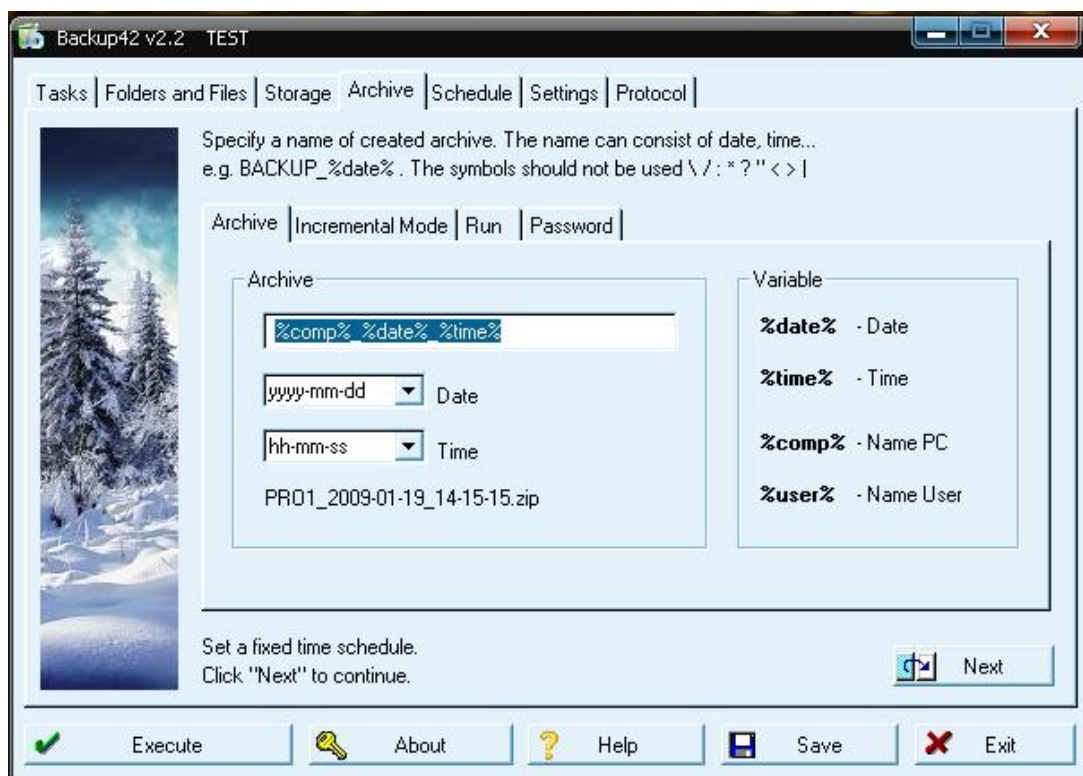 Backup42 v2.2 TEST
Tasks Folders and Files Storage Archive Schedule Settings Protocol
Specify a name of created archive. The name can consist of date, time...
e.g. BACKUP_%date% . The symbols should not be used \ / : * ? " < > |
Archive Incremental Mode Run Password
Archive
%comp%_%date%_%time%
yyyy-mm-dd Date
hh-mm-ss Time
PRO1_2009-01-19_14-15-15.zip
Variable
%date% - Date
%time% - Time
%comp% - Name PC
%user% - Name User
Set a fixed time schedule.
Click "Next" to continue.
Next
Execute About Help Save Exit